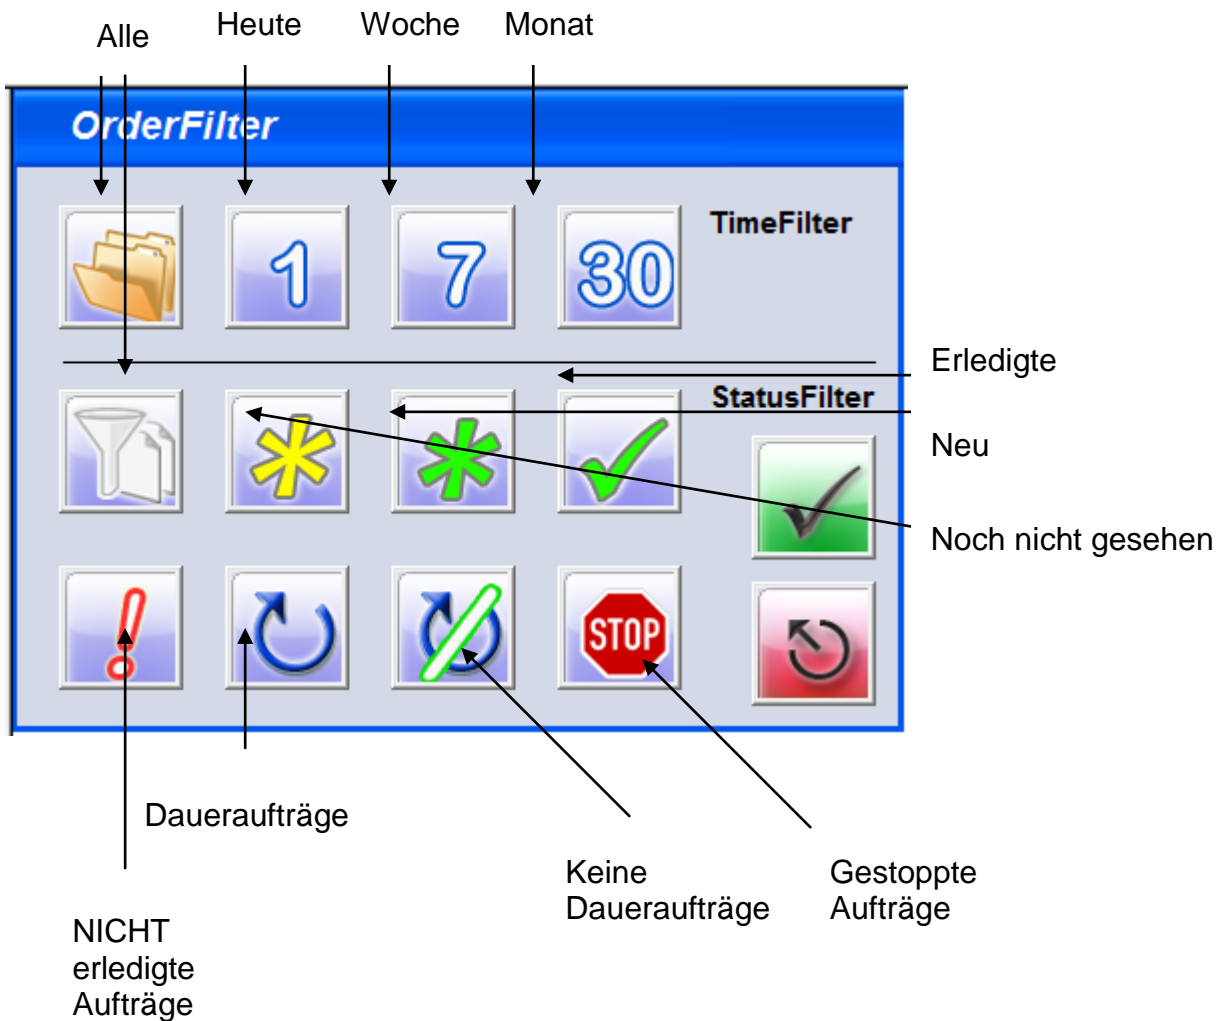 Alle
Heute
Woche
Monat
OrderFilter
1
7
30
TimeFilter
Erledigte
StatusFilter
Neu
Noch nicht gesehen
STOP
Daueraufträge
Keine
Daueraufträge
Gestoppte
Aufträge
NICHT
erledigte
Aufträge